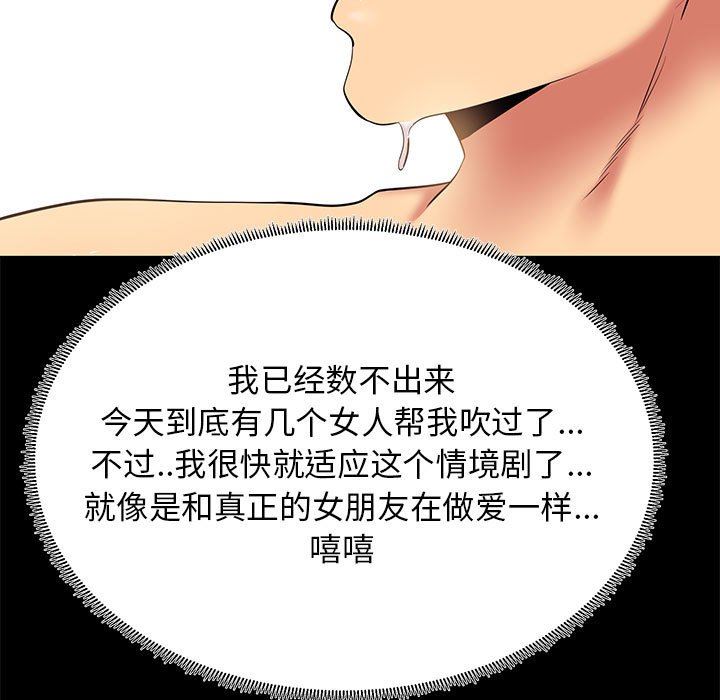 我已经数不出来
今天到底有几个女人帮我吹过了...
不过..我很快就适应这个情境剧了...
就像是和真正的女朋友在做爱一样...
嘻嘻